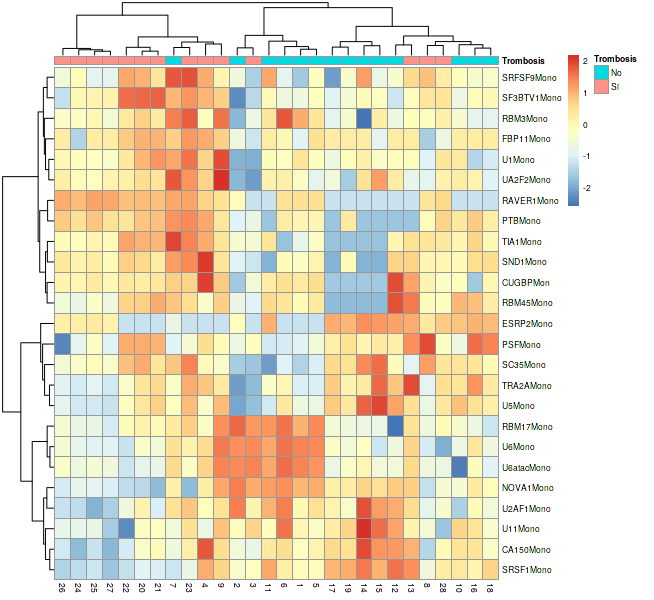 Trombosis
Trombosis
No
SI
2
1
0
-1
-2
SRFSF9Mono
SF3BTV1Mono
RBM3Mono
FBP11Mono
U1Mono
UA2F2Mono
RAVER1Mono
PTBMono
TIA1Mono
SND1Mono
CUGBPMon
RBM45Mono
ESRP2Mono
PSFMono
SC35Mono
TRA2AMono
U5Mono
RBM17Mono
U6Mono
U6atacMono
NOVA1Mono
U2AF1Mono
U11Mono
CA150Mono
SRSF1Mono
26 24 25 27 22 20 21 7 23 4 9 2 3 11 6 1 5 17 19 14 15 12 13 8 28 10 16 18